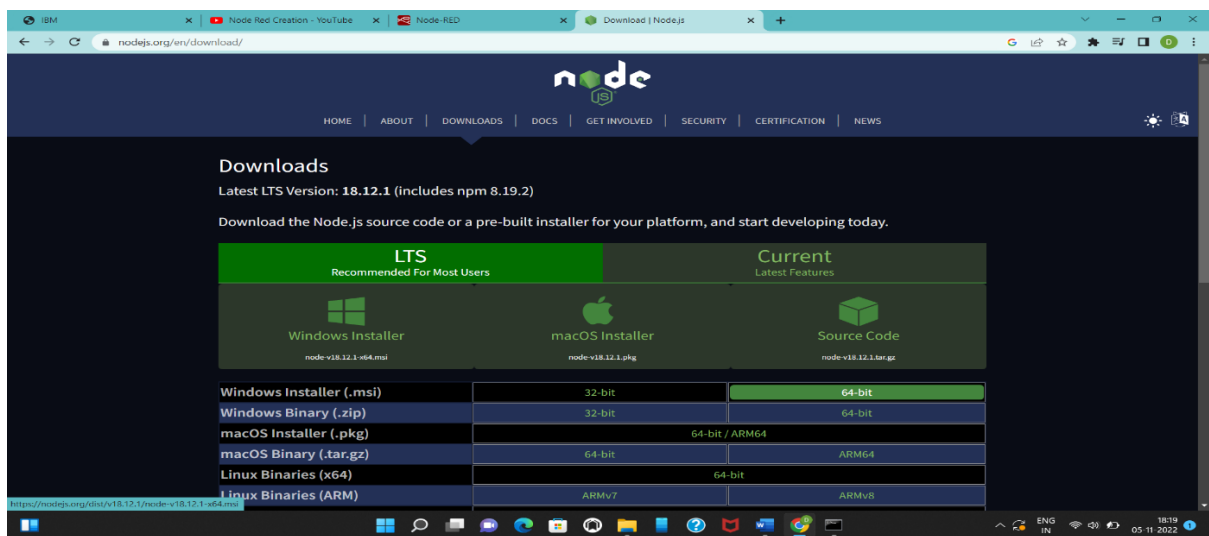 IBM
Node Red Creation - YouTube
Node-RED
Download | Node.js
nodejs.org/en/download/
G
D
node
JS
HOME | ABOUT | DOWNLOADS | DOCS | GET INVOLVED | SECURITY | CERTIFICATION | NEWS
Downloads
Latest LTS Version: 18.12.1 (includes npm 8.19.2)
Download the Node.js source code or a pre-built installer for your platform, and start developing today.
LTS
Recommended For Most Users
Current
Latest Features
Windows Installer
node-v18.12.1-x64.msi
macOS Installer
node-v18.12.1.pkg
Source Code
node-v18.12.1.tar.gz
Windows Installer (.msi) 32-bit 64-bit
Windows Binary (.zip) 32-bit 64-bit
macOS Installer (.pkg) 64-bit / ARM64
macOS Binary (.tar.gz) 64-bit ARM64
Linux Binaries (x64) 64-bit
Linux Binaries (ARM) ARMv7 ARMv8
https://nodejs.org/dist/v18.12.1/node-v18.12.1-x64.msi
ENG
IN
18:19
05-11-2022
1